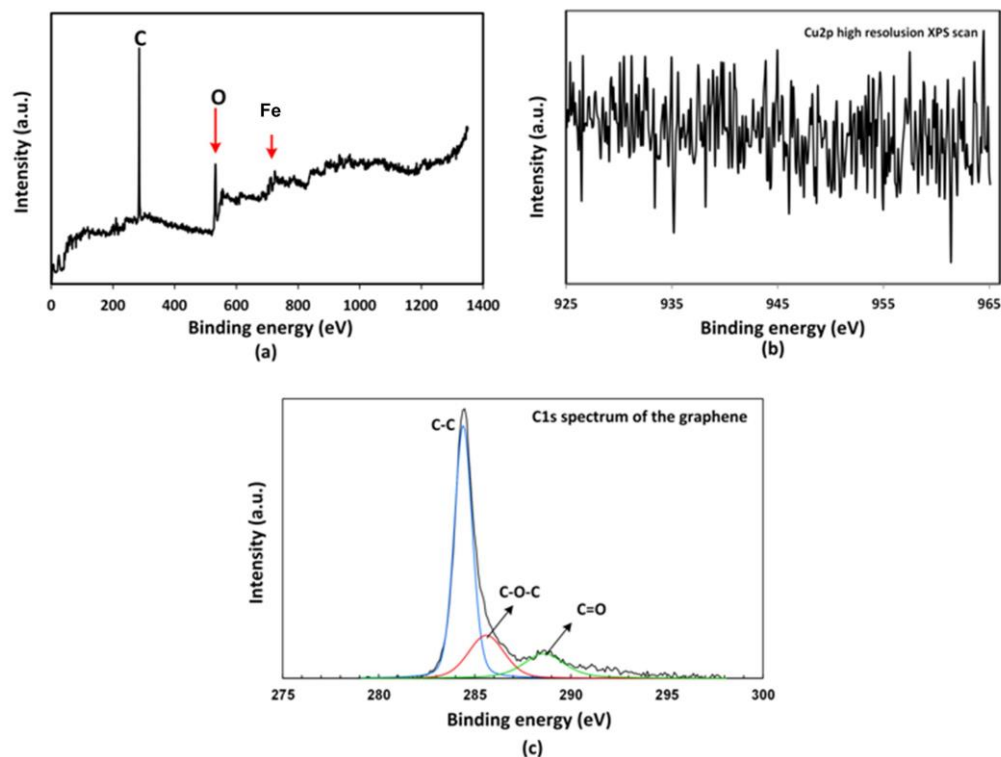 C
O
Fe
Intensity (a.u.)
0 200 400 600 800 1000 1200 1400
Binding energy (eV)
(a)
Cu2p high resolusion XPS scan
Intensity (a.u.)
925 935 945 955 965
Binding energy (eV)
(b)
C1s spectrum of the graphene
C-C
C-O-C
C=O
Intensity (a.u.)
275 280 285 290 295 300
Binding energy (eV)
(c)